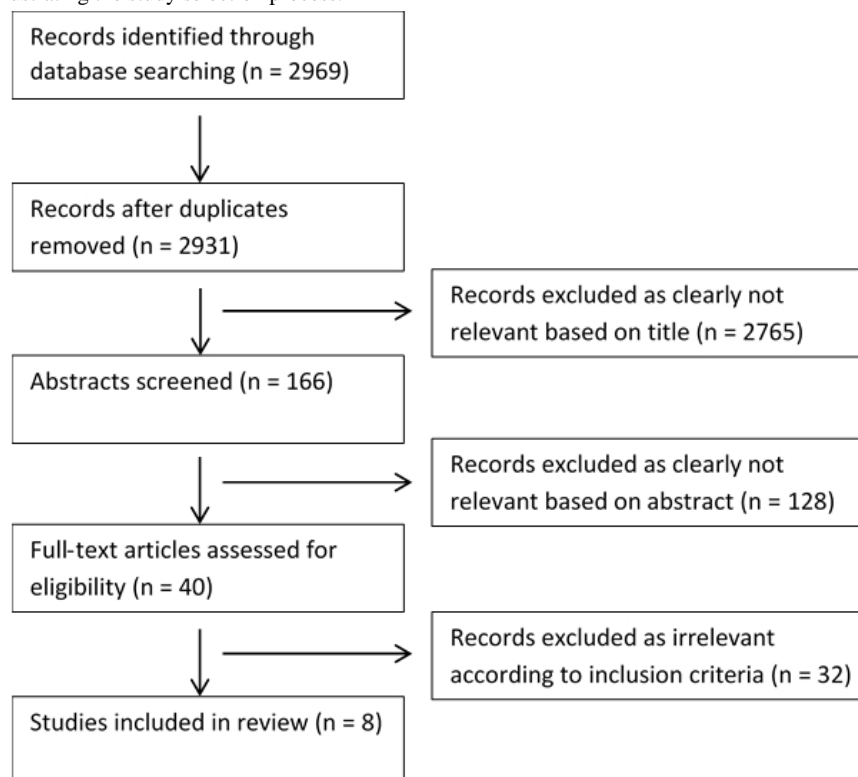 Records identified through
database searching (n = 2969)
Records after duplicates
removed (n = 2931)
Records excluded as clearly not
relevant based on title (n = 2765)
Abstracts screened (n = 166)
Records excluded as clearly not
relevant based on abstract (n = 128)
Full-text articles assessed for
eligibility (n = 40)
Records excluded as irrelevant
according to inclusion criteria (n = 32)
Studies included in review (n = 8)